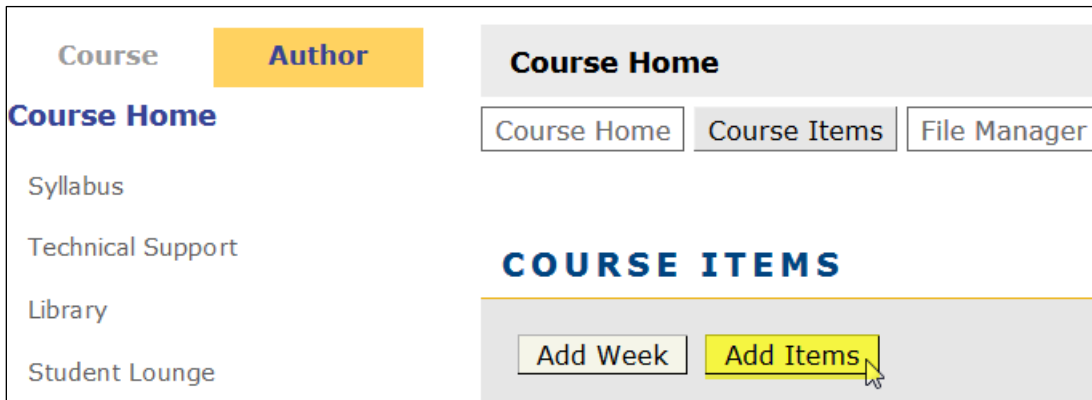 Course Author
Course Home
Syllabus
Technical Support
Library
Student Lounge
Course Home
Course Home Course Items File Manager
COURSE ITEMS
Add Week Add Items